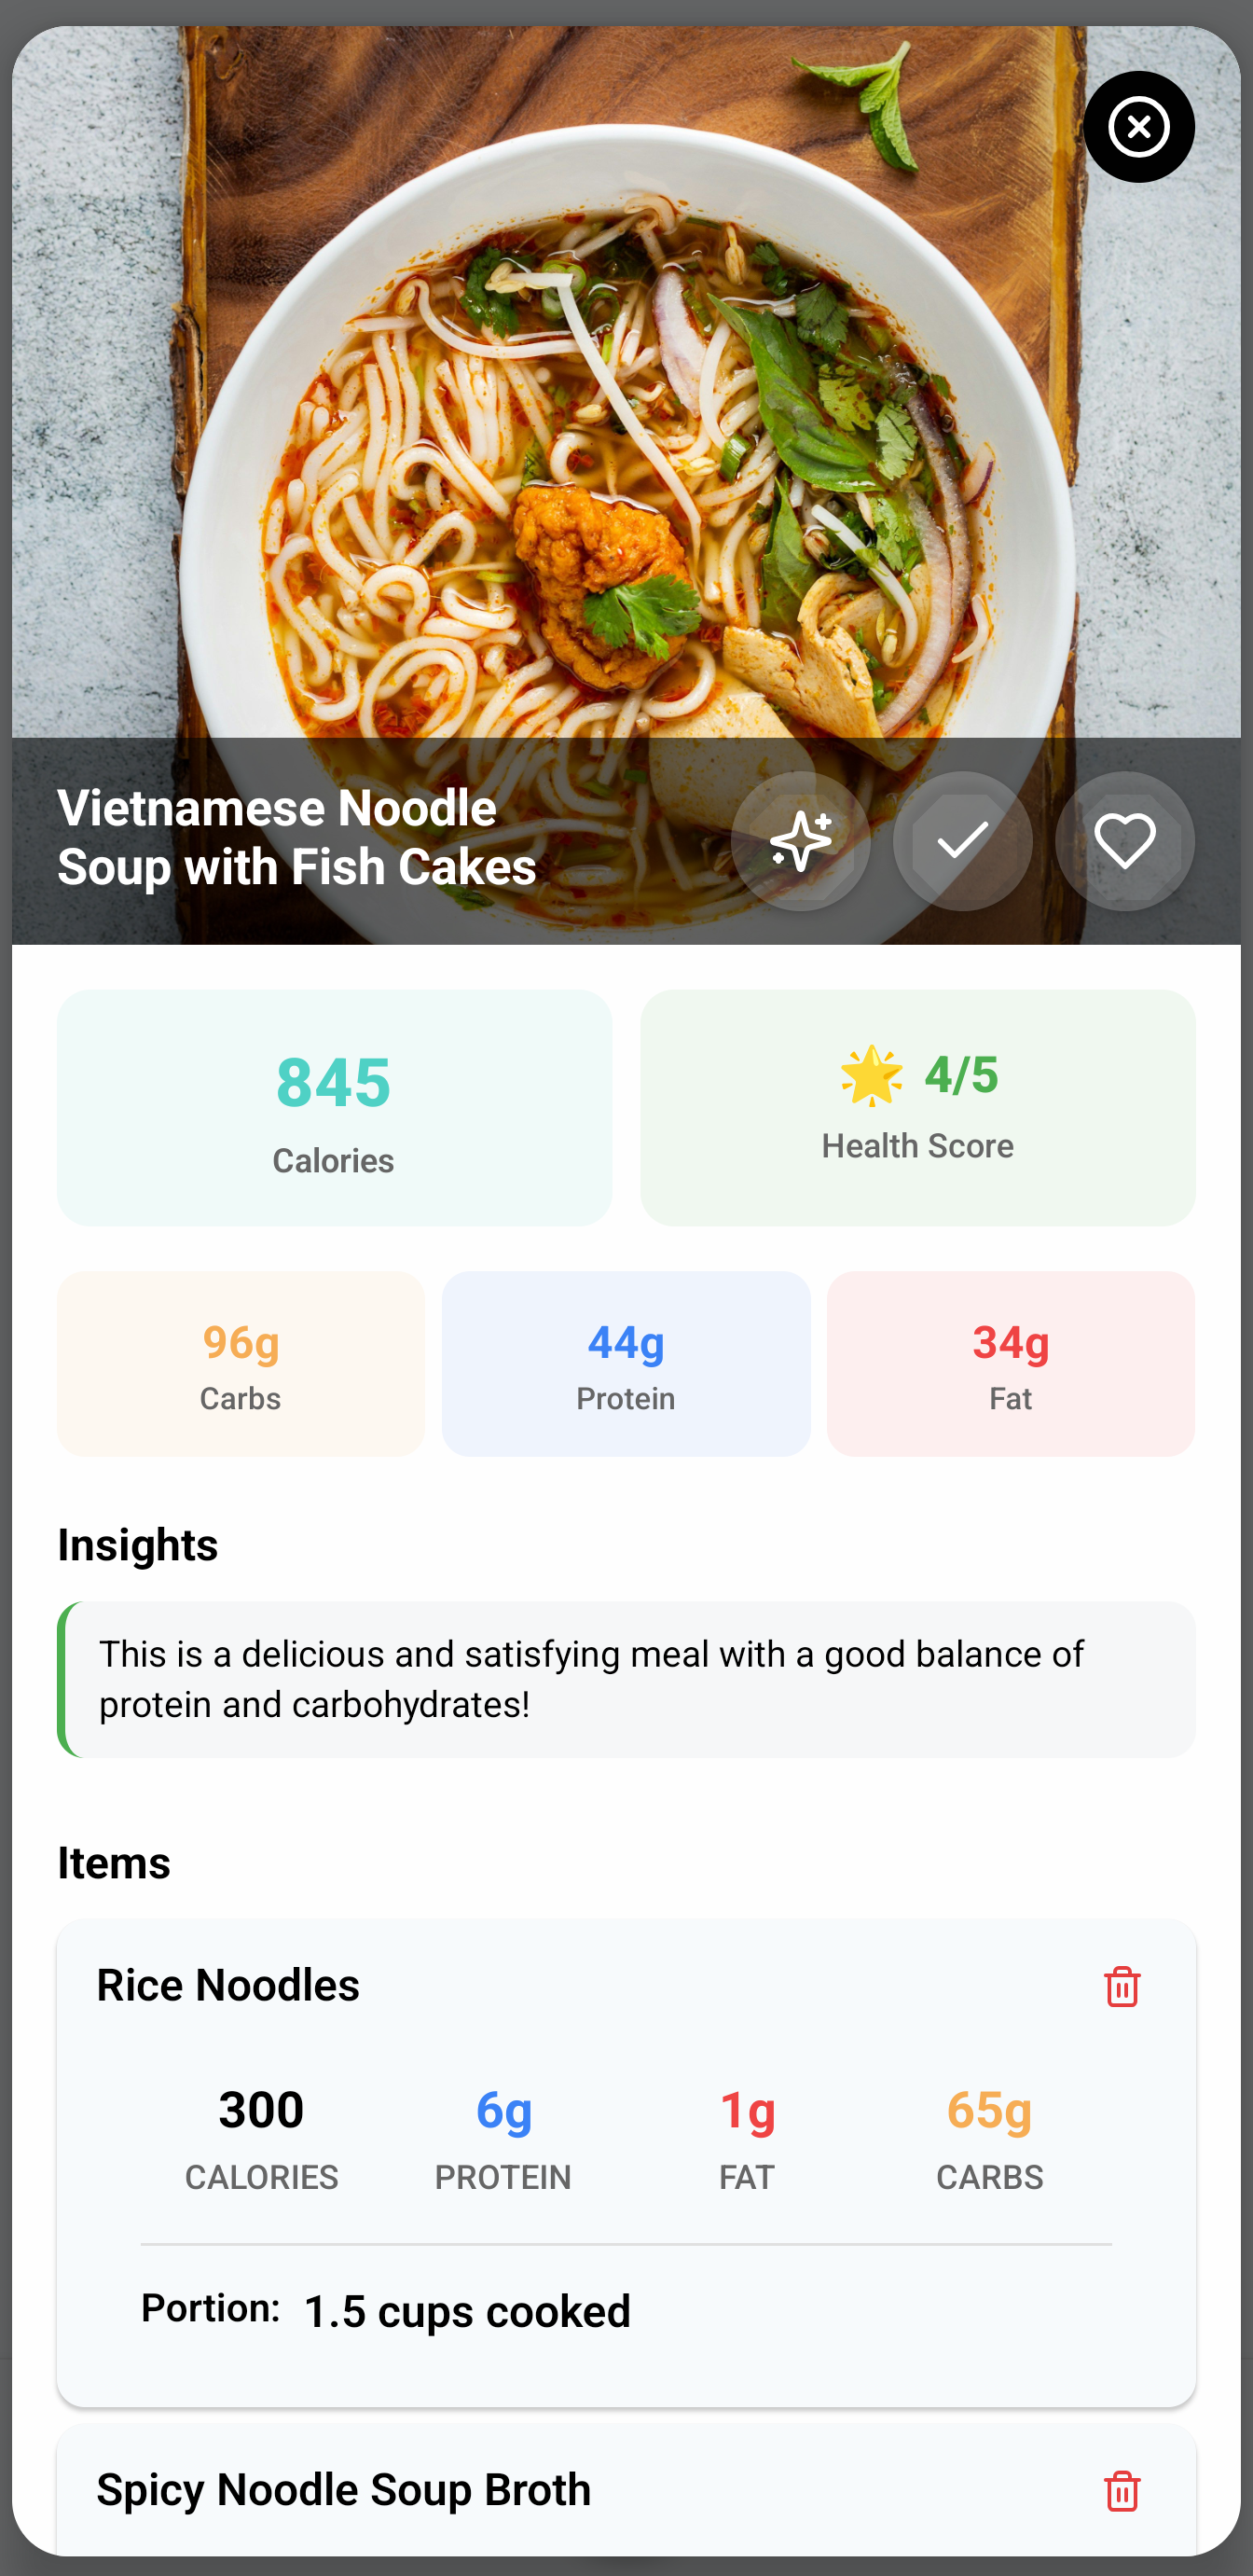 Vietnamese Noodle
Soup with Fish Cakes
845
Calories
4/5
Health Score
96g
Carbs
44g
Protein
34g
Fat
Insights
This is a delicious and satisfying meal with a good balance of
protein and carbohydrates!
Items
Rice Noodles
300
CALORIES
6g
PROTEIN
1g
FAT
65g
CARBS
Portion: 1.5 cups cooked
Spicy Noodle Soup Broth